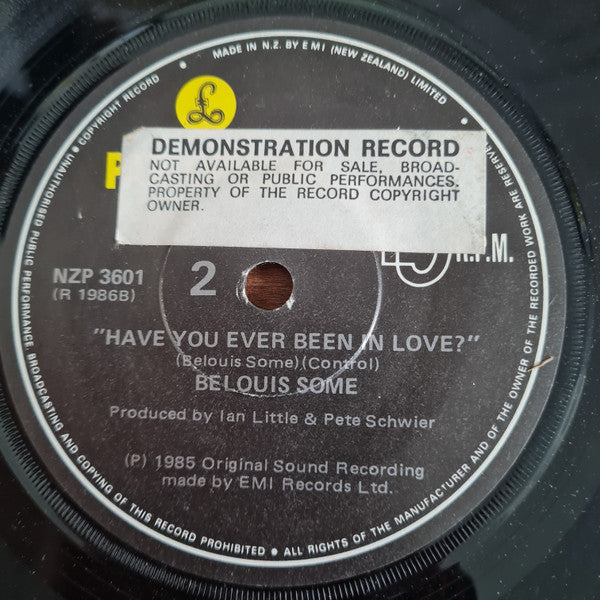 MADE IN N.Z. BY EMI (NEW ZEALAND) LIMITED
£
DEMONSTRATION RECORD
NOT AVAILABLE FOR SALE, BROAD-
CASTING OR PUBLIC PERFORMANCES.
PROPERTY OF THE RECORD COPYRIGHT
OWNER.
R.P.M.
NZP 3601
(R 1986B)
2
"HAVE YOU EVER BEEN IN LOVE?"
(Belouis Some) (Control)
BELOUIS SOME
Produced by Ian Little & Pete Schwier
(P) 1985 Original Sound Recording
made by EMI Records Ltd.
ALL RIGHTS OF THE MANUFACTURER AND OF THE OWNER OF THE RECORDED WORK ARE RESERVED
UNAUTHORISED PUBLIC PERFORMANCE, BROADCASTING AND COPYING OF THIS RECORD PROHIBITED
COPYRIGHT RECORD